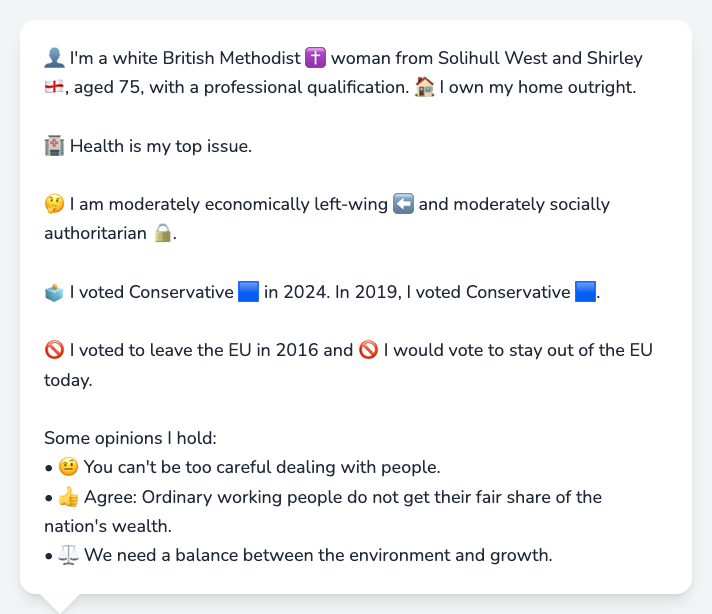 👤 I'm a white British Methodist ✝️ woman from Solihull West and Shirley
🏴󠁧󠁢󠁥󠁮󠁧󠁿, aged 75, with a professional qualification. 🏠 I own my home outright.
🏥 Health is my top issue.
🤔 I am moderately economically left-wing ⬅️ and moderately socially
authoritarian 🔒.
🗳️ I voted Conservative 🟦 in 2024. In 2019, I voted Conservative 🟦.
🚫 I voted to leave the EU in 2016 and 🚫 I would vote to stay out of the EU
today.
Some opinions I hold:
• 🤨 You can't be too careful dealing with people.
• 👍 Agree: Ordinary working people do not get their fair share of the
nation's wealth.
• ⚖️ We need a balance between the environment and growth.